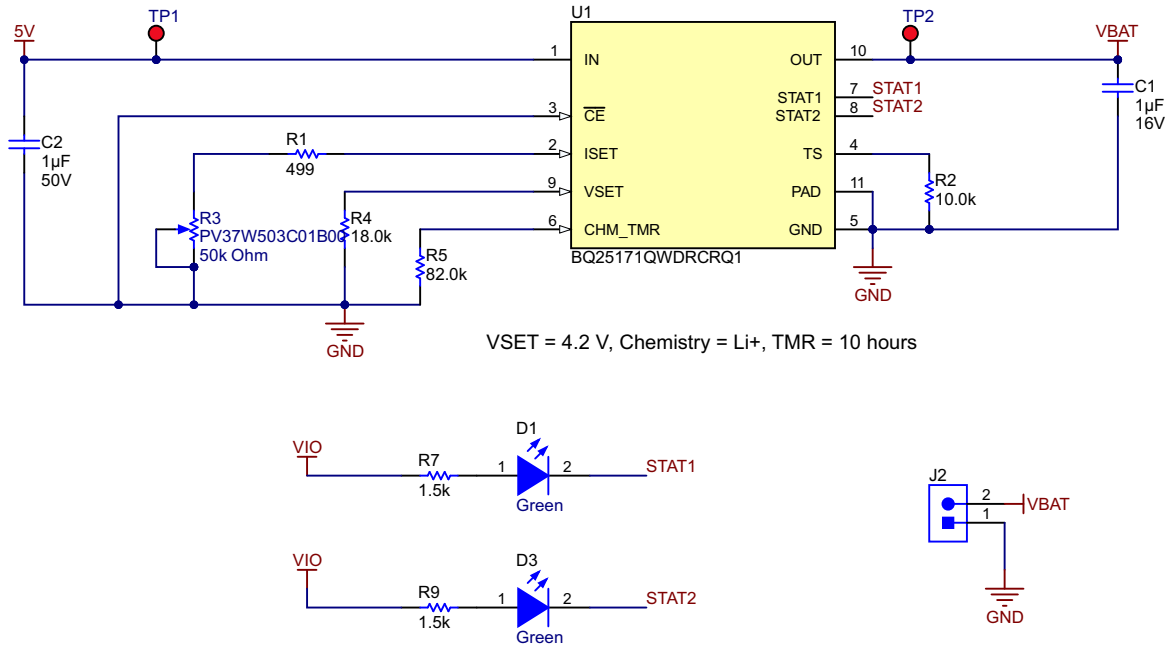 U1
5V
TP1
TP2
VBAT
1
IN
OUT
10
3
CE
STAT1
7
STAT1
STAT2
8
STAT2
C2
1µF
50V
C1
1µF
16V
R1
499
2
ISET
TS
4
9
VSET
PAD
11
R2
10.0k
R3
PV37W503C01B00
50k Ohm
R4
18.0k
6
CHM_TMR
GND
5
R5
82.0k
BQ25171QWDRCRQ1
GND
GND
VSET = 4.2 V, Chemistry = Li+, TMR = 10 hours
D1
VIO
R7
1.5k
1
2
STAT1
Green
J2
2
VBAT
1
GND
D3
VIO
R9
1.5k
1
2
STAT2
Green